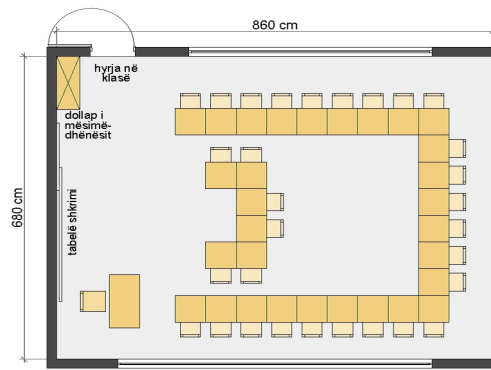 860 cm
hyrja në
klasë
dollap i
mësimë-
dhënësit
680 cm
tabelë shkrimi